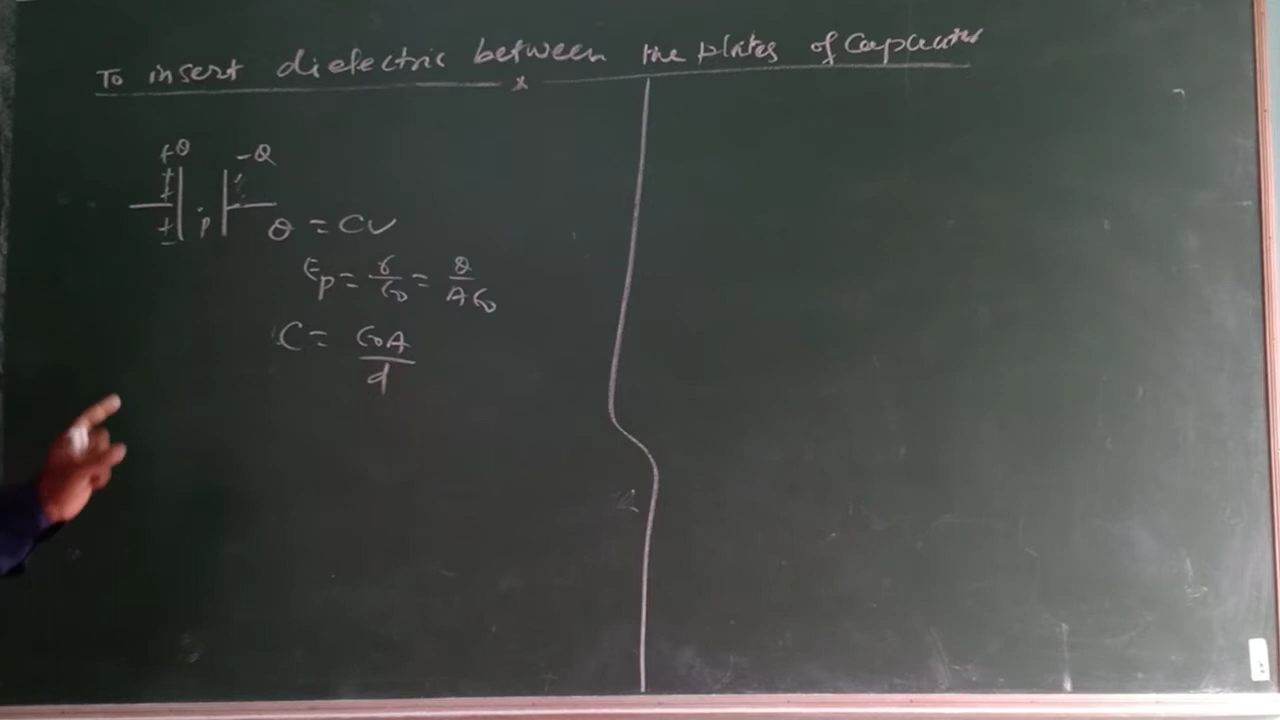 To insert dielectric between the plates of Capacitor
+Q -Q
P
Q = CV
Ep = σ/ε0 = Q/Aε0
C = ε0A/d